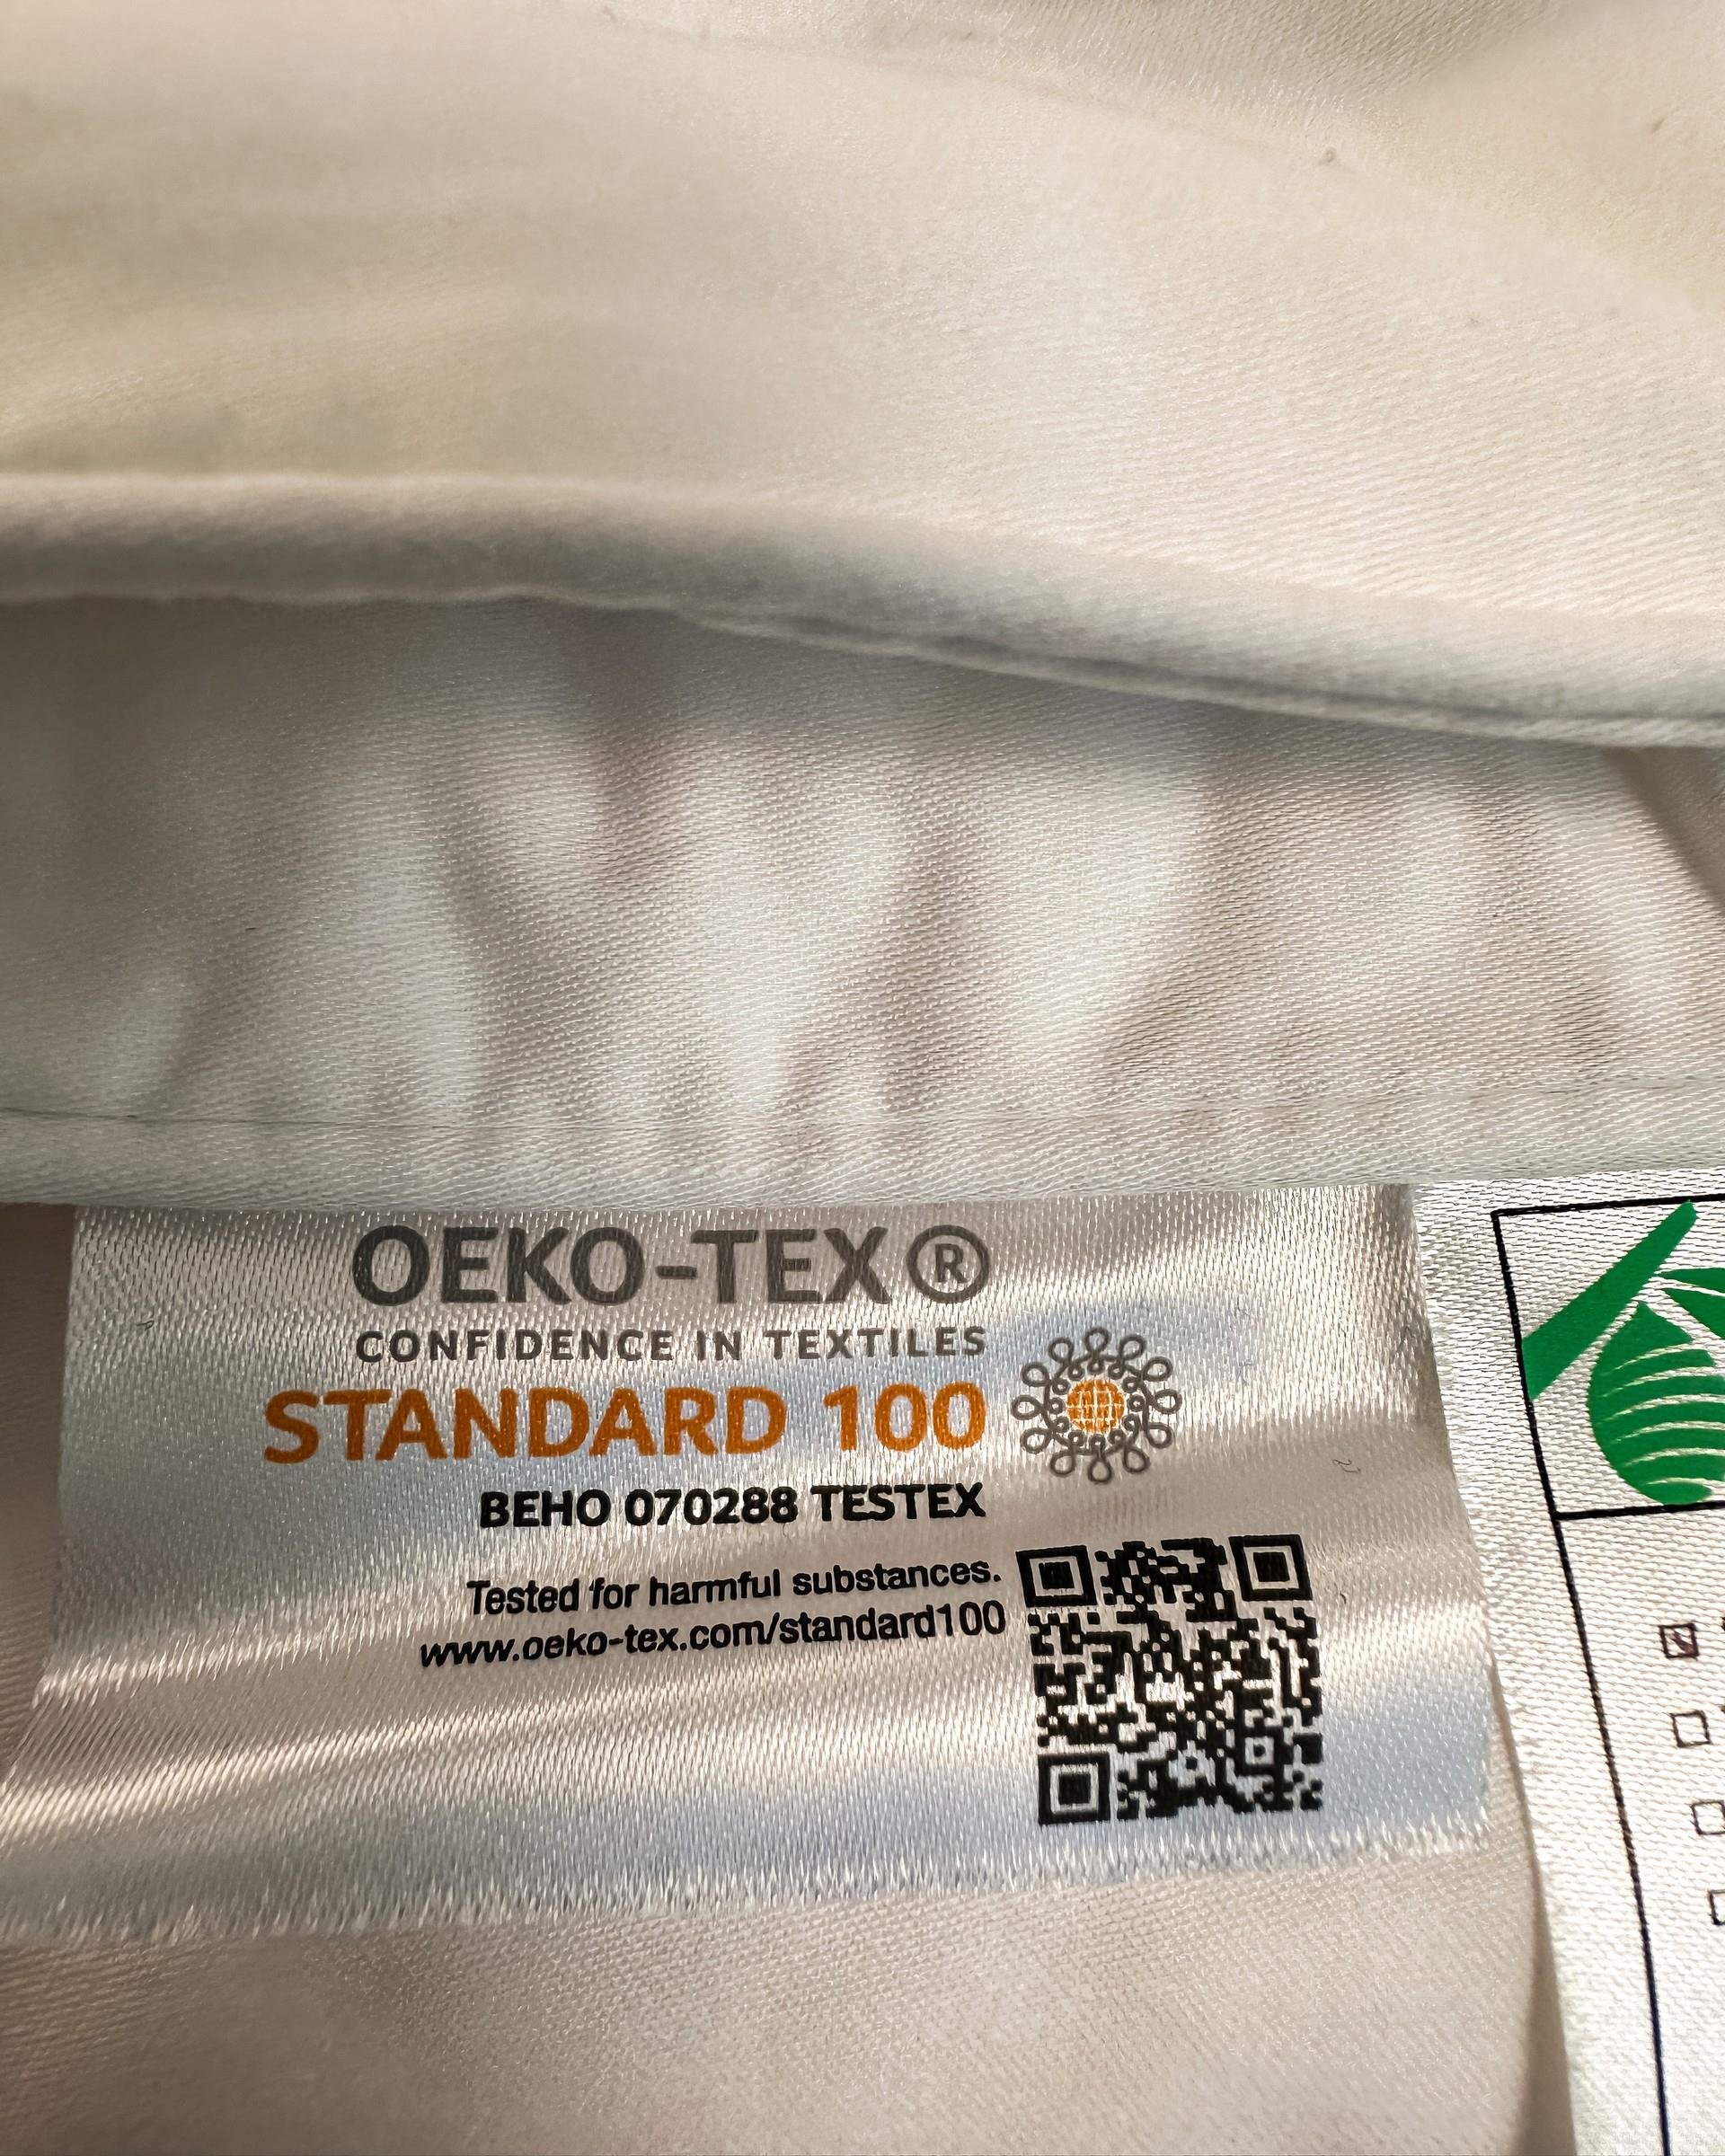 OEKO-TEX®
CONFIDENCE IN TEXTILES
STANDARD 100
BEHO 070288 TESTEX
Tested for harmful substances.
www.oeko-tex.com/standard100